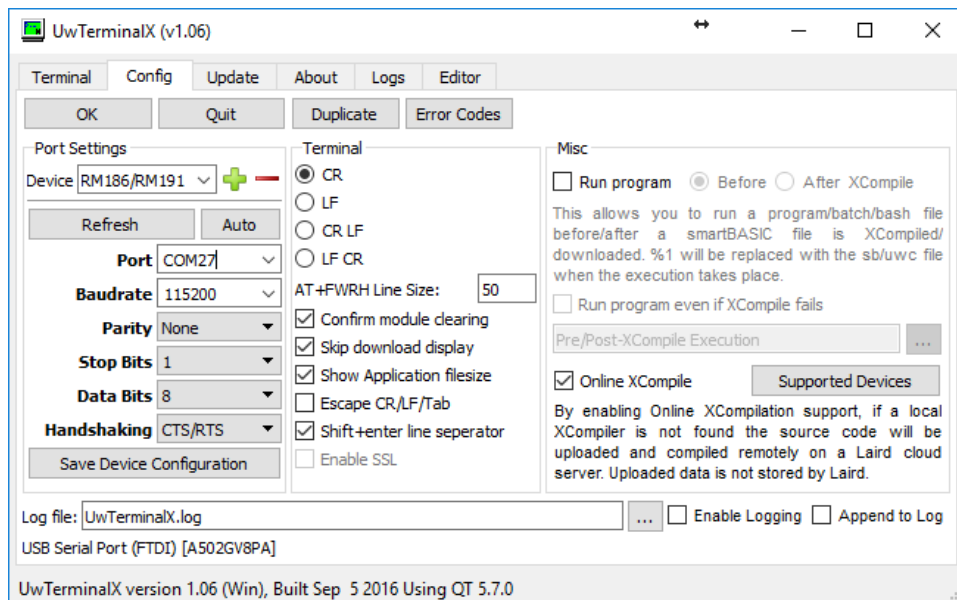 UwTerminalX (v1.06)
Terminal Config Update About Logs Editor
OK Quit Duplicate Error Codes
Port Settings
Device RM186/RM191
Refresh Auto
Port COM27
Baudrate 115200
Parity None
Stop Bits 1
Data Bits 8
Handshaking CTS/RTS
Save Device Configuration
Terminal
CR
LF
CR LF
LF CR
AT+FWRH Line Size: 50
Confirm module clearing
Skip download display
Show Application filesize
Escape CR/LF/Tab
Shift+enter line seperator
Enable SSL
Misc
Run program Before After XCompile
This allows you to run a program/batch/bash file
before/after a smartBASIC file is XCompiled/
downloaded. %1 will be replaced with the sb/uwc file
when the execution takes place.
Run program even if XCompile fails
Pre/Post-XCompile Execution ...
Online XCompile Supported Devices
By enabling Online XCompilation support, if a local
XCompiler is not found the source code will be
uploaded and compiled remotely on a Laird cloud
server. Uploaded data is not stored by Laird.
Log file: UwTerminalX.log ... Enable Logging Append to Log
USB Serial Port (FTDI) [A502GV8PA]
UwTerminalX version 1.06 (Win), Built Sep 5 2016 Using QT 5.7.0